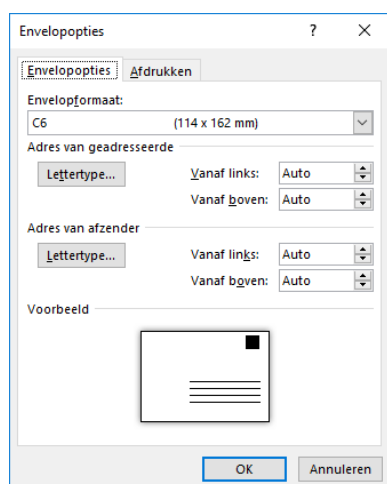 Envelopopties ? ×
Envelopopties Afdrukken
Envelopformaat:
C6 (114 x 162 mm)
Adres van geadresseerde
Lettertype... Vanaf links: Auto
Vanaf boven: Auto
Adres van afzender
Lettertype... Vanaf links: Auto
Vanaf boven: Auto
Voorbeeld
OK Annuleren